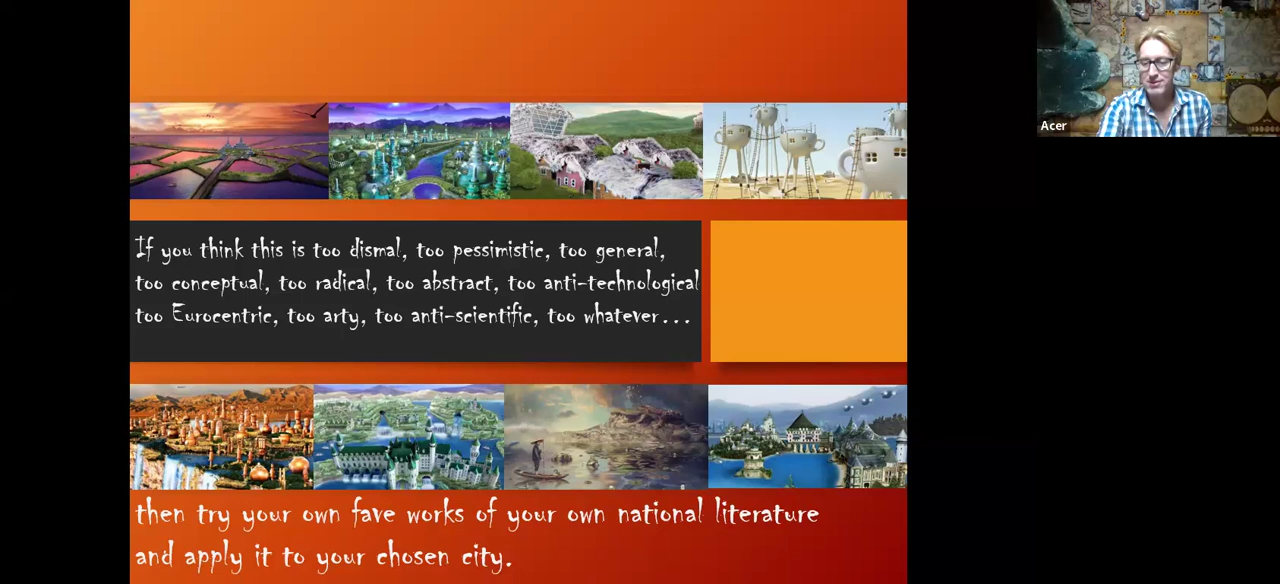 Acer
If you think this is too dismal, too pessimistic, too general,
too conceptual, too radical, too abstract, too anti-technological
too Eurocentric, too arty, too anti-scientific, too whatever...
then try your own fave works of your own national literature
and apply it to your chosen city.